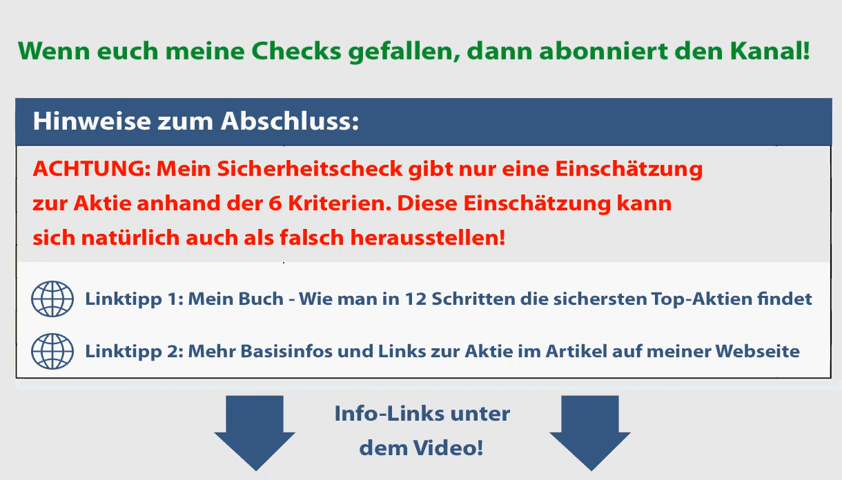 Wenn euch meine Checks gefallen, dann abonniert den Kanal!
Hinweise zum Abschluss:
ACHTUNG: Mein Sicherheitscheck gibt nur eine Einschätzung
zur Aktie anhand der 6 Kriterien. Diese Einschätzung kann
sich natürlich auch als falsch herausstellen!
Linktipp 1: Mein Buch - Wie man in 12 Schritten die sichersten Top-Aktien findet
Linktipp 2: Mehr Basisinfos und Links zur Aktie im Artikel auf meiner Webseite
Info-Links unter
dem Video!